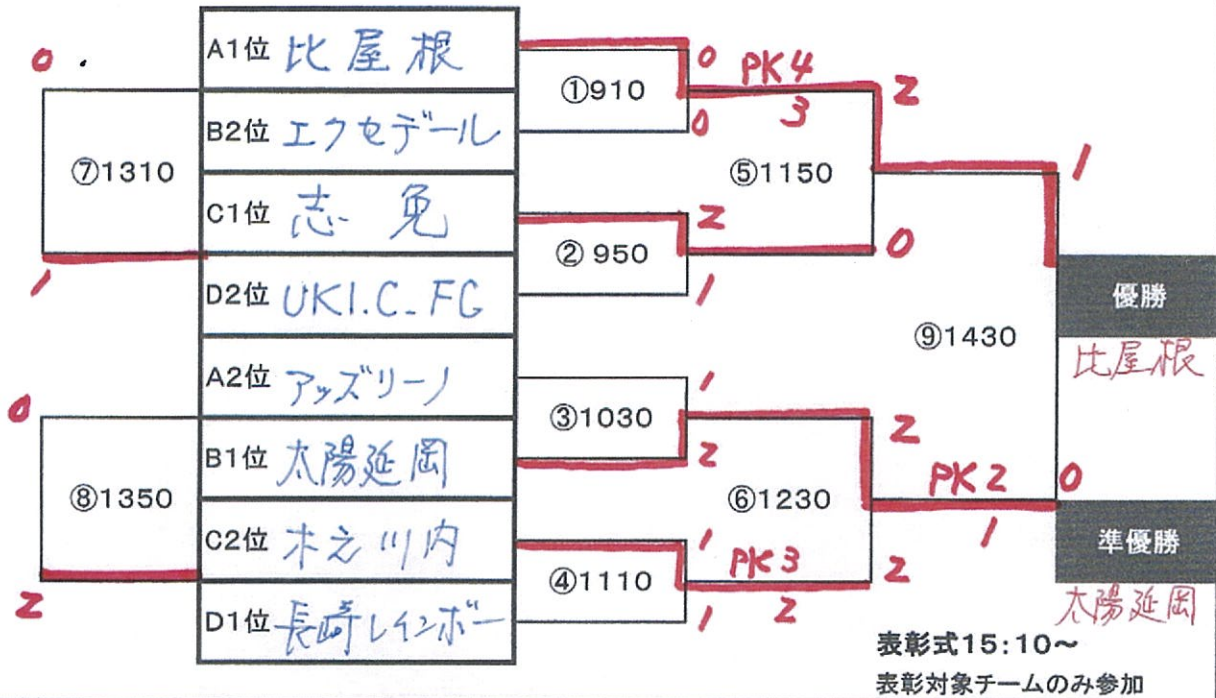 A1位 比屋根
B2位 エクセデール
C1位 志免
D2位 UKI.C-FG
A2位 アッズリーノ
B1位 太陽延岡
C2位 木之川内
D1位 長崎レインボー
0
⑦1310
1
0
⑧1350
2
0
①910
0
PK4
3
2
⑤1150
2
②950
1
0
1
⑨1430
0
1
③1030
2
2
⑥1230
1
④1110
1
PK3
2
2
PK2
1
優勝
比屋根
準優勝
太陽延岡
表彰式15:10~
表彰対象チームのみ参加